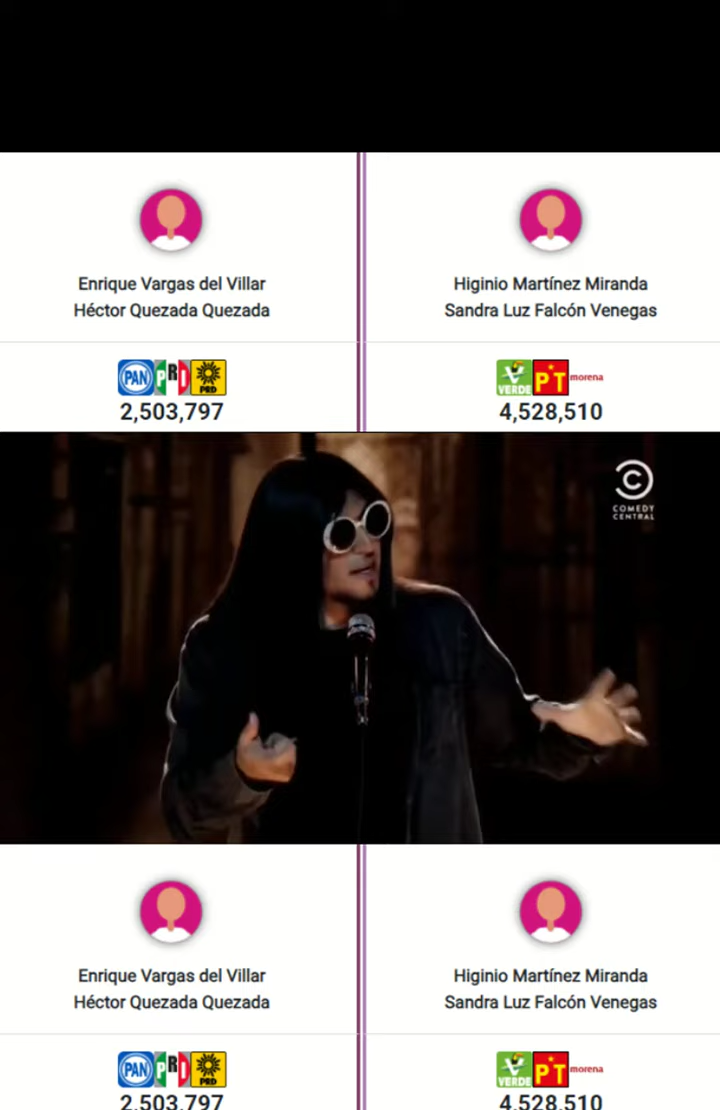 Enrique Vargas del Villar
Héctor Quezada Quezada
Higinio Martínez Miranda
Sandra Luz Falcón Venegas
PAN PRI PRD
2,503,797
VERDE PT morena
4,528,510
COMEDY
CENTRAL
Enrique Vargas del Villar
Héctor Quezada Quezada
Higinio Martínez Miranda
Sandra Luz Falcón Venegas
PAN PRI PRD
2,503,797
VERDE PT morena
4,528,510